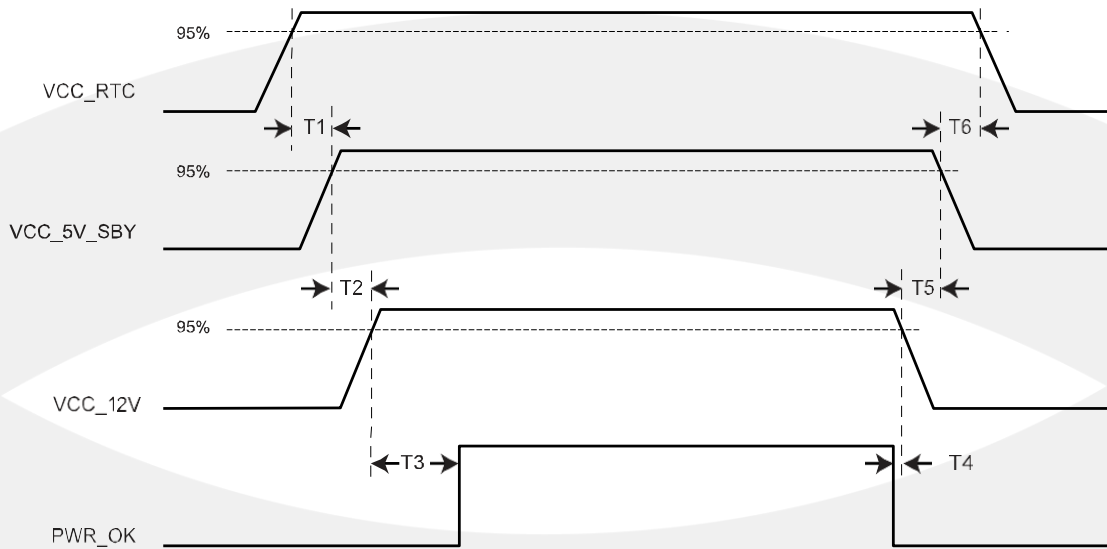 95%
VCC_RTC
T1
T6
95%
VCC_5V_SBY
T2
T5
95%
VCC_12V
T3
T4
PWR_OK